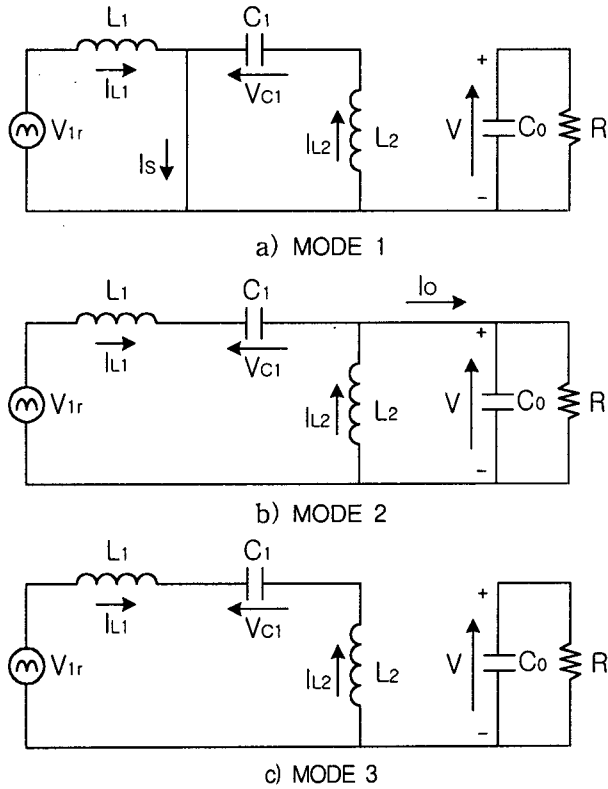 L1
C1
IL1
VC1
V1r
IS
IL2
L2
+
V
-
C0
R
a) MODE 1
L1
C1
IO
IL1
VC1
V1r
IL2
L2
+
V
-
C0
R
b) MODE 2
L1
C1
IL1
VC1
V1r
IL2
L2
+
V
-
C0
R
c) MODE 3